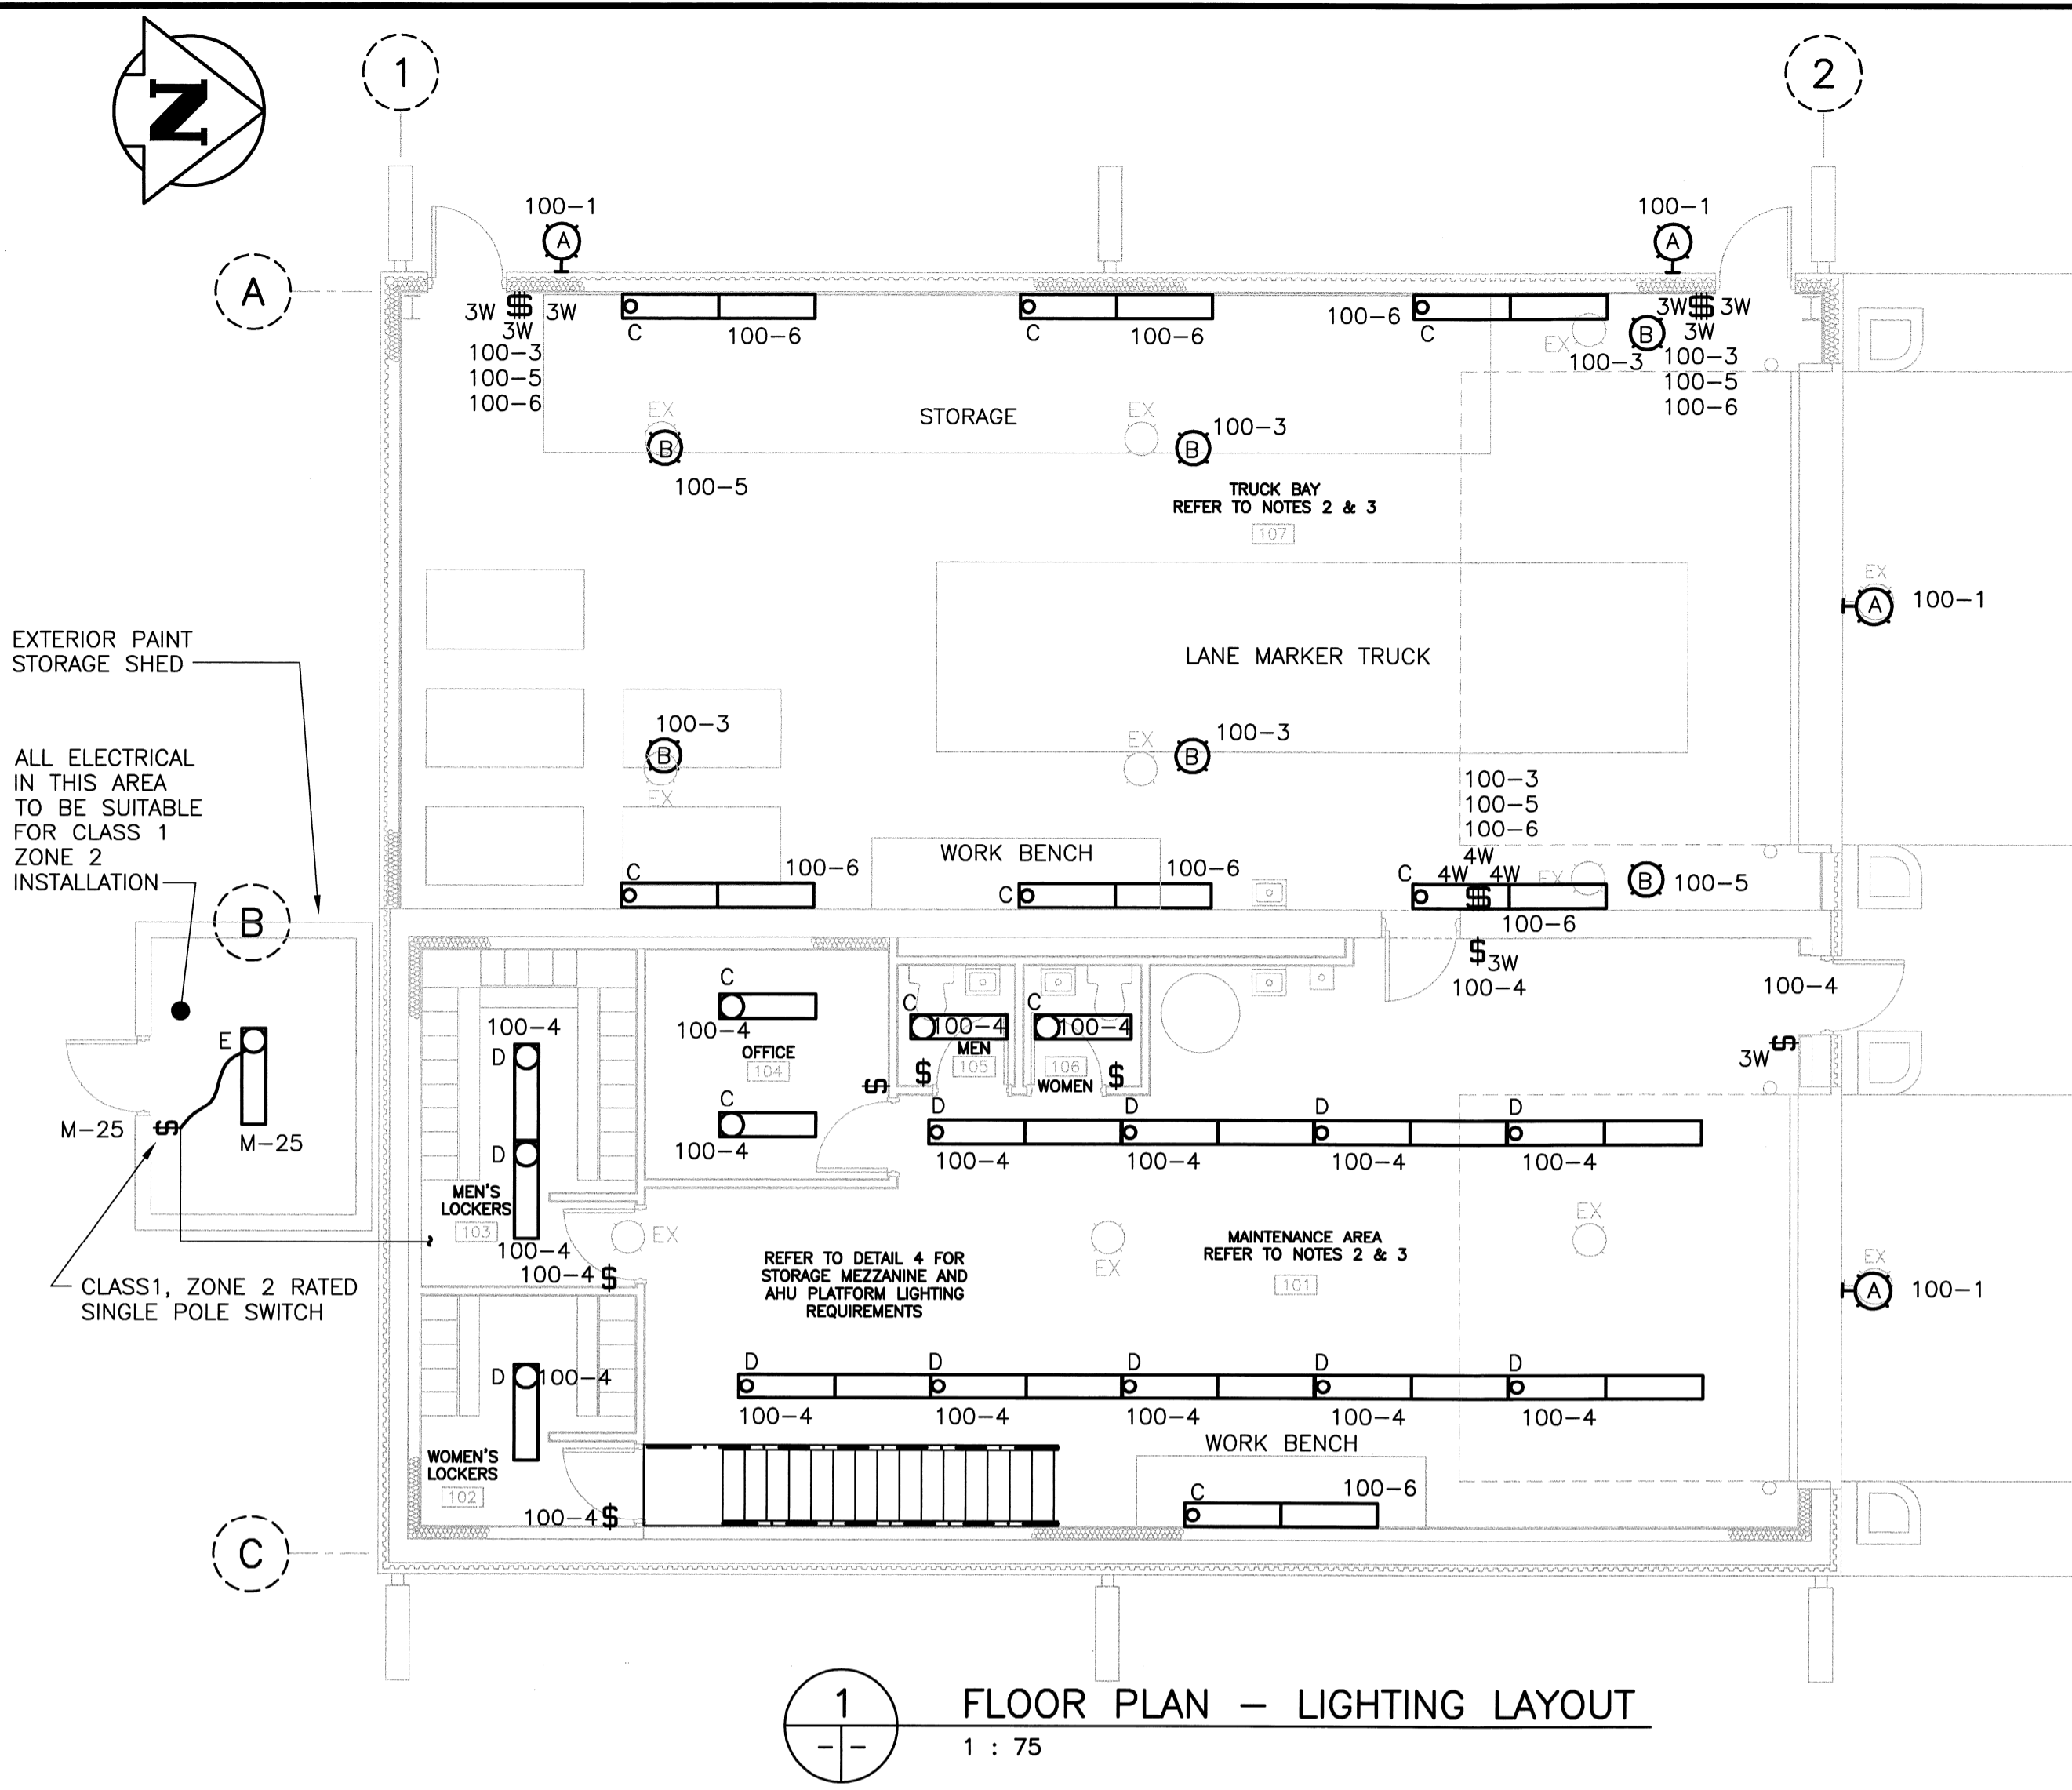 N
1
2
100-1
A
100-1
A
A
3W
$
3W
3W
100-3
100-5
100-6
C
100-6
C
100-6
100-6
C
EX
100-3
B
3W
$
3W
3W
100-3
100-5
100-6
STORAGE
EX
B
100-5
EX
B
100-3
TRUCK BAY
REFER TO NOTES 2 & 3
107
EX
A
100-1
LANE MARKER TRUCK
EXTERIOR PAINT
STORAGE SHED
100-3
B
EX
EX
B
100-3
ALL ELECTRICAL
IN THIS AREA
TO BE SUITABLE
FOR CLASS 1
ZONE 2
INSTALLATION
100-3
100-5
100-6
WORK BENCH
C
100-6
C
100-6
4W
C
4W
4W
$
100-6
EX
B
100-5
B
$
3W
100-4
100-4
$
3W
E
M-25
$
M-25
CLASS1, ZONE 2 RATED
SINGLE POLE SWITCH
100-4
D
D
MEN'S
LOCKERS
103
100-4
100-4
$
C
100-4
OFFICE
104
C
100-4
$
C
100-4
MEN
105
$
C
100-4
106
WOMEN
$
D
D
D
D
100-4
100-4
100-4
100-4
EX
EX
EX
MAINTENANCE AREA
REFER TO NOTES 2 & 3
101
REFER TO DETAIL 4 FOR
STORAGE MEZZANINE AND
AHU PLATFORM LIGHTING
REQUIREMENTS
EX
A
100-1
D
100-4
WOMEN'S
LOCKERS
102
100-4
$
D
D
D
D
D
100-4
100-4
100-4
100-4
100-4
WORK BENCH
C
100-6
C
1
--
FLOOR PLAN - LIGHTING LAYOUT
1 : 75